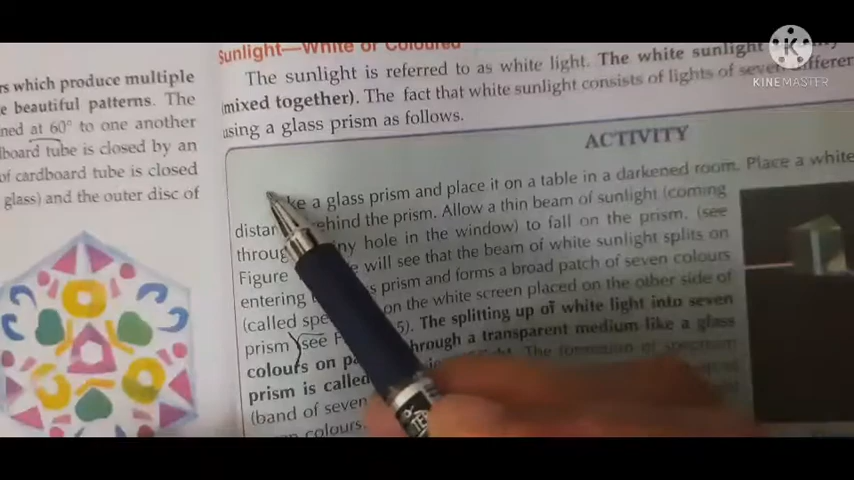 rs which produce multiple
e beautiful patterns. The
ned at 60° to one another
dboard tube is closed by an
of cardboard tube is closed
glass) and the outer disc of
Sunlight—White or Coloured
The sunlight is referred to as white light. The white sunlight
(mixed together). The fact that white sunlight consists of lights of seven differen
using a glass prism as follows.
ACTIVITY
ke a glass prism and place it on a table in a darkened room. Place a white
distan behind the prism. Allow a thin beam of sunlight (coming
throug ny hole in the window) to fall on the prism. (see
Figure will see that the beam of white sunlight splits on
entering is prism and forms a broad patch of seven colours
(called spe on the white screen placed on the other side of
prism (see 5). The splitting up of white light into seven
colours on pa through a transparent medium like a glass
prism is called The formation of spectrum
(band of seven
colours.
K
KINEMASTER